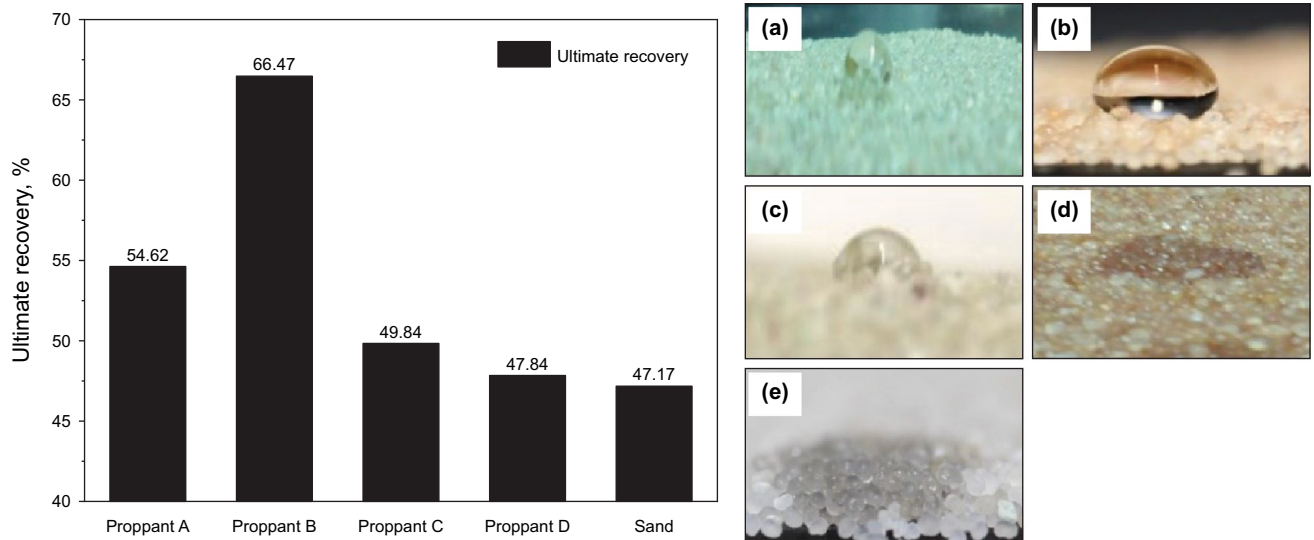 Ultimate recovery, %
70
65
60
55
50
45
40
Ultimate recovery
54.62
66.47
49.84
47.84
47.17
Proppant A
Proppant B
Proppant C
Proppant D
Sand
(a)
(b)
(c)
(d)
(e)